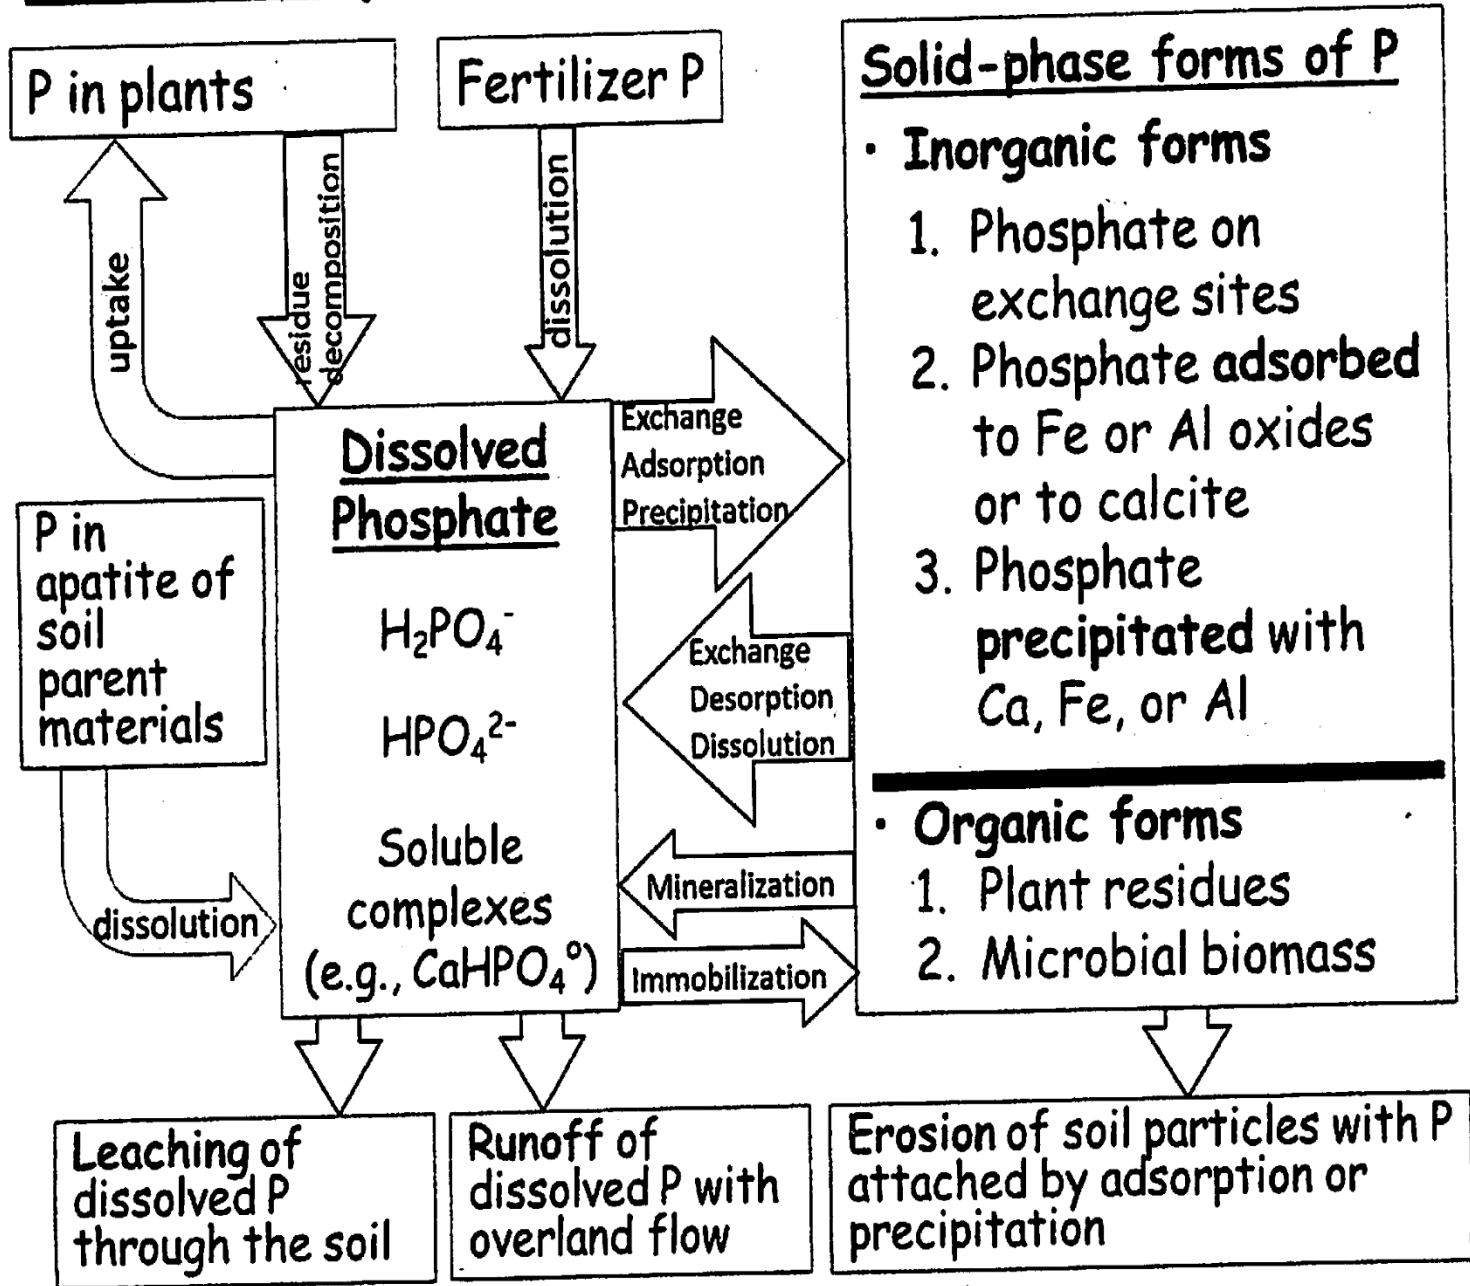 P in plants
Fertilizer P
uptake
residue
decomposition
dissolution
Dissolved
Phosphate
H₂PO₄⁻
HPO₄²⁻
Soluble
complexes
(e.g., CaHPO₄⁰)
P in
apatite of
soil
parent
materials
dissolution
Exchange
Adsorption
Precipitation
Exchange
Desorption
Dissolution
Mineralization
Immobilization
Solid-phase forms of P
· Inorganic forms
1. Phosphate on
exchange sites
2. Phosphate adsorbed
to Fe or Al oxides
or to calcite
3. Phosphate
precipitated with
Ca, Fe, or Al
· Organic forms
1. Plant residues
2. Microbial biomass
Leaching of
dissolved P
through the soil
Runoff of
dissolved P with
overland flow
Erosion of soil particles with P
attached by adsorption or
precipitation